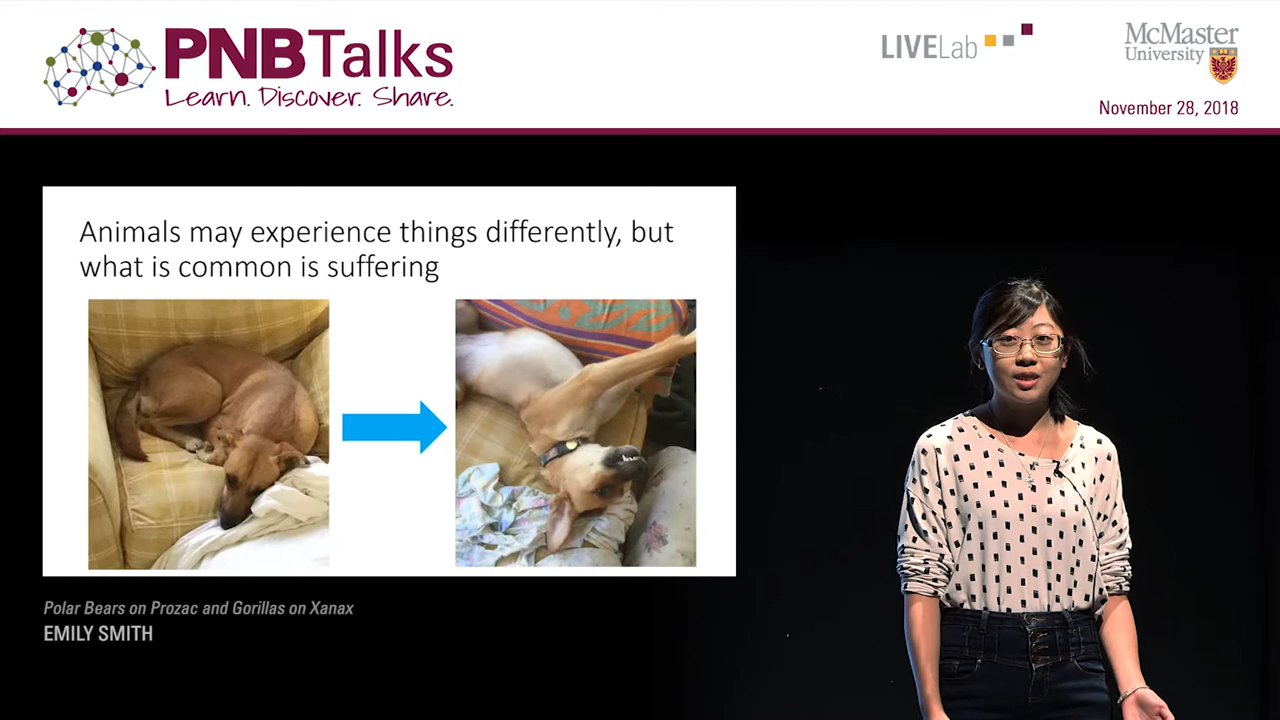 PNBTalks
Learn. Discover. Share.
LIVELab
McMaster
University
November 28, 2018
Animals may experience things differently, but
what is common is suffering
Polar Bears on Prozac and Gorillas on Xanax
EMILY SMITH